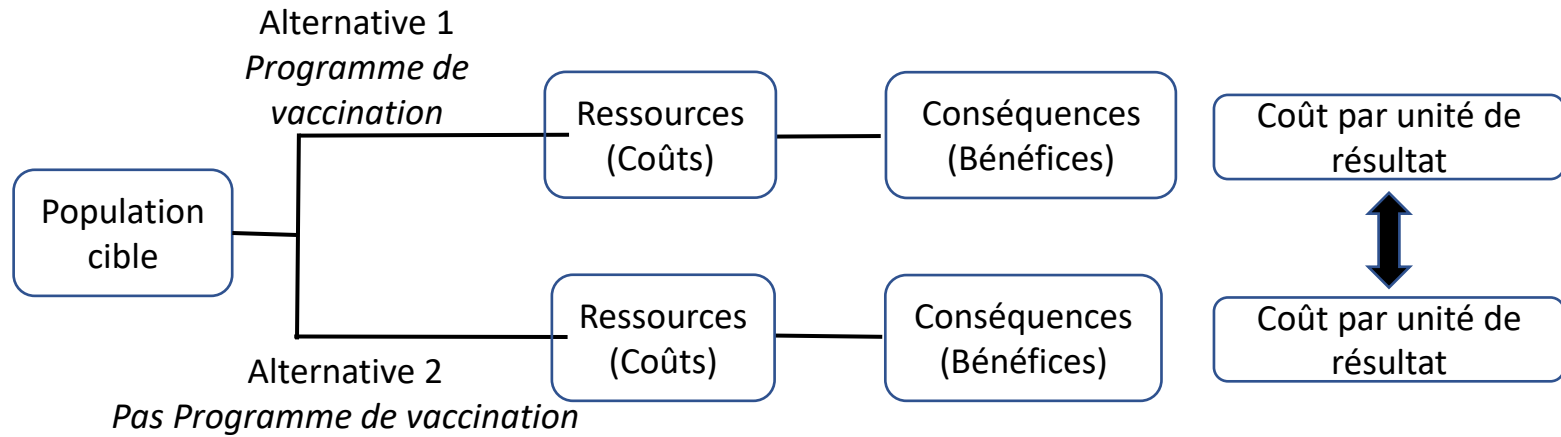 Alternative 1
Programme de
vaccination
Ressources
(Coûts)
Conséquences
(Bénéfices)
Coût par unité de
résultat
Population
cible
Ressources
(Coûts)
Conséquences
(Bénéfices)
Coût par unité de
résultat
Alternative 2
Pas Programme de vaccination